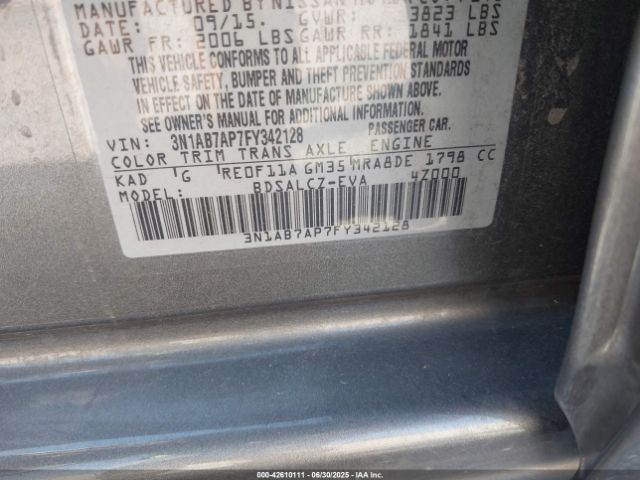 MANUFACTURED BY NISSAN
DATE: 09/15. GVWR: 3823 LBS
GAWR FR: 2006 LBS GAWR RR: 1841 LBS
THIS VEHICLE CONFORMS TO ALL APPLICABLE FEDERAL MOTOR
VEHICLE SAFETY, BUMPER AND THEFT PREVENTION STANDARDS
IN EFFECT ON THE DATE OF MANUFACTURE SHOWN ABOVE.
SEE OWNER'S MANUAL FOR ADDITIONAL INFORMATION.
VIN: 3N1AB7AP7FY342128 PASSENGER CAR.
COLOR TRIM TRANS AXLE ENGINE
KAD G RE0F11A GM35 MRA8DE 1798 CC
MODEL: BDSALCZ-EVA 4Z000
3N1AB7AP7FY342128
000-42610111 - 06/30/2025 - IAAI.com